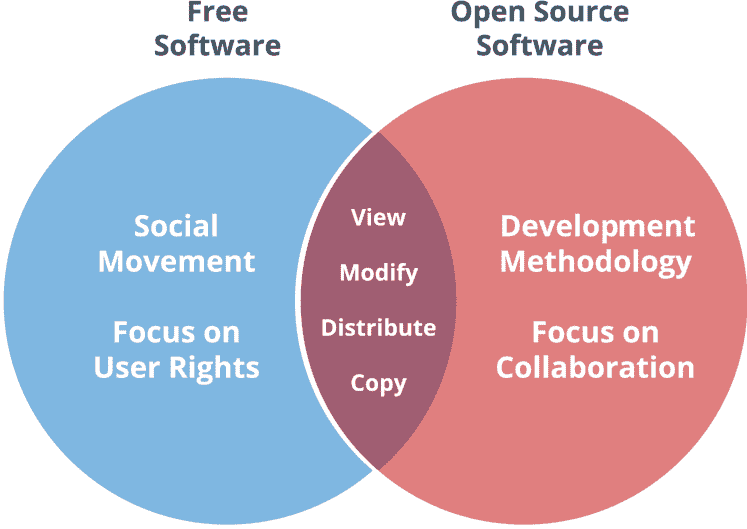 Free
Software
Open Source
Software
Social
Movement
Focus on
User Rights
View
Modify
Distribute
Copy
Development
Methodology
Focus on
Collaboration